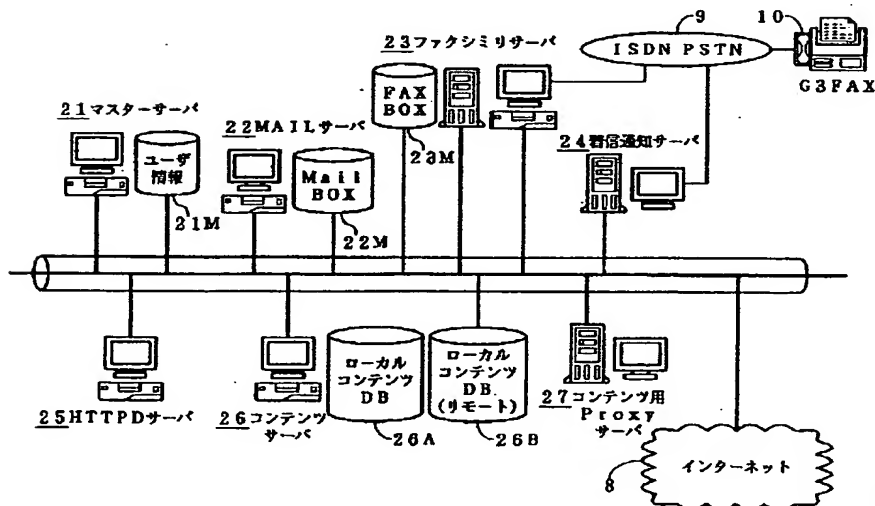 9
10
ISDN PSTN
G3FAX
23ファクシミリサーバ
FAX
BOX
23M
21マスターサーバ
ユーザ
情報
21M
22MAILサーバ
Mail
BOX
22M
24着信通知サーバ
25HTTPDサーバ
26コンテンツ
サーバ
ローカル
コンテンツ
DB
26A
ローカル
コンテンツ
DB
(リモート)
26B
27コンテンツ用
Proxy
サーバ
インターネット
8